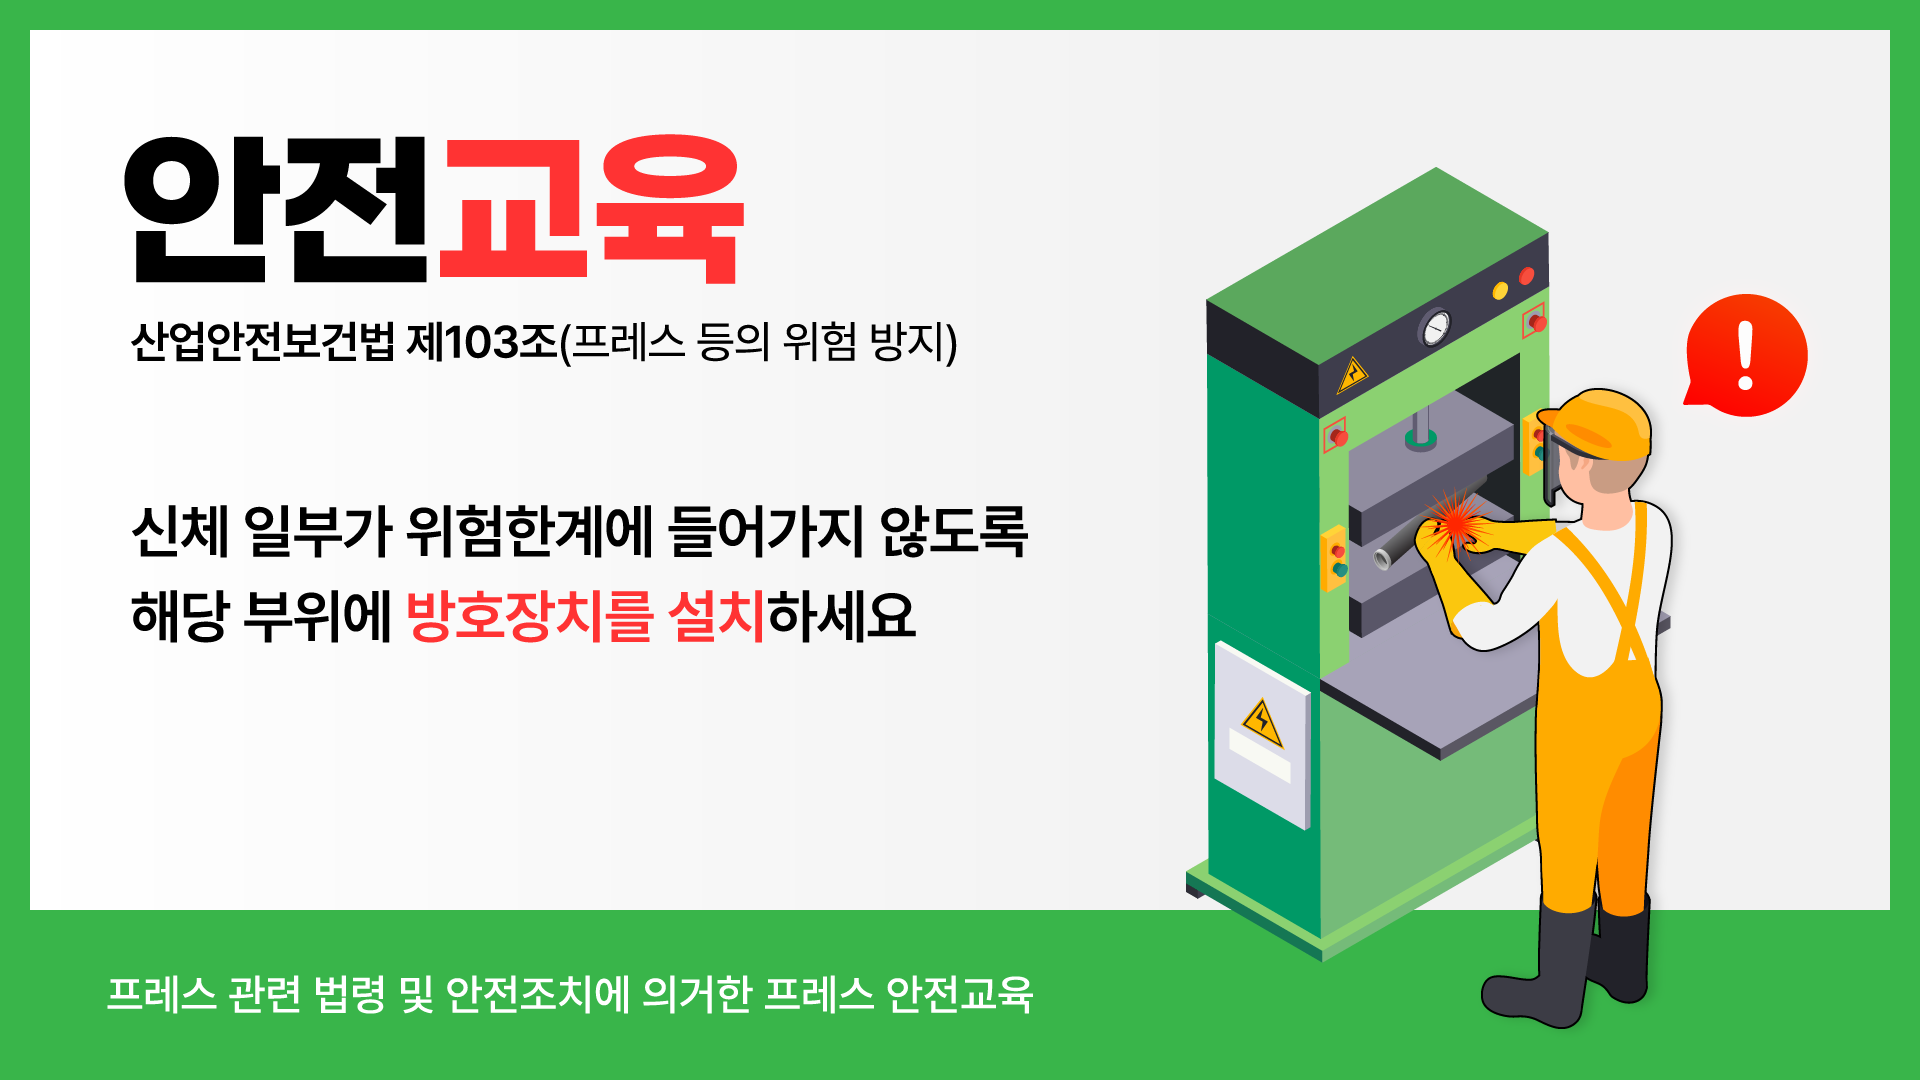 안전교육
산업안전보건법 제103조(프레스 등의 위험 방지)
신체 일부가 위험한계에 들어가지 않도록
해당 부위에 방호장치를 설치하세요
프레스 관련 법령 및 안전조치에 의거한 프레스 안전교육